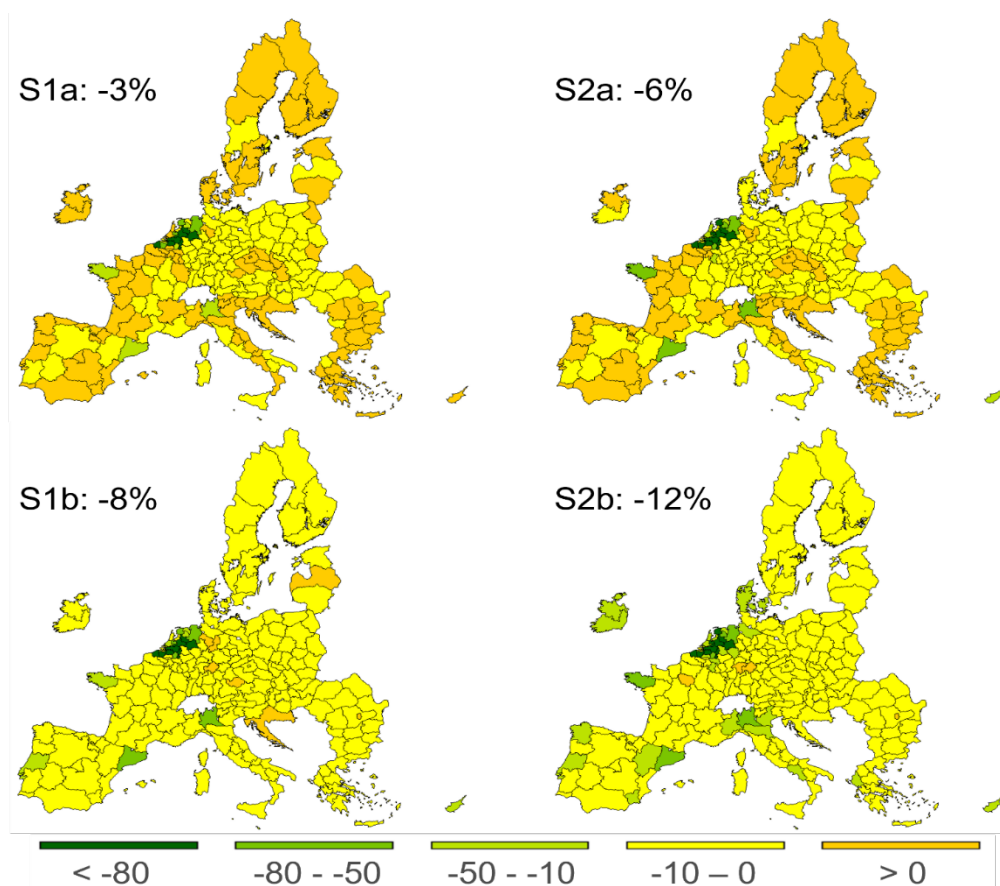 S1a: -3%
S2a: -6%
S1b: -8%
S2b: -12%
< -80
-80 - -50
-50 - -10
-10 – 0
> 0